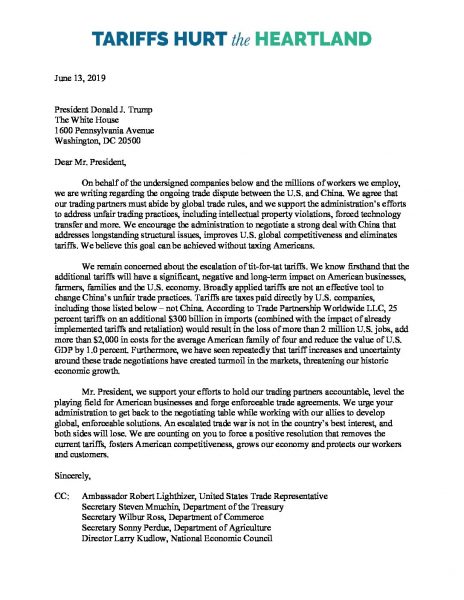 TARIFFS HURT the HEARTLAND
June 13, 2019
President Donald J. Trump
The White House
1600 Pennsylvania Avenue
Washington, DC 20500
Dear Mr. President,
On behalf of the undersigned companies below and the millions of workers we employ,
we are writing regarding the ongoing trade dispute between the U.S. and China. We agree that
our trading partners must abide by global trade rules, and we support the administration's efforts
to address unfair trading practices, including intellectual property violations, forced technology
transfer and more. We encourage the administration to negotiate a strong deal with China that
addresses longstanding structural issues, improves U.S. global competitiveness and eliminates
tariffs. We believe this goal can be achieved without taxing Americans.
We remain concerned about the escalation of tit-for-tat tariffs. We know firsthand that the
additional tariffs will have a significant, negative and long-term impact on American businesses,
farmers, families and the U.S. economy. Broadly applied tariffs are not an effective tool to
change China's unfair trade practices. Tariffs are taxes paid directly by U.S. companies,
including those listed below – not China. According to Trade Partnership Worldwide LLC, 25
percent tariffs on an additional $300 billion in imports (combined with the impact of already
implemented tariffs and retaliation) would result in the loss of more than 2 million U.S. jobs, add
more than $2,000 in costs for the average American family of four and reduce the value of U.S.
GDP by 1.0 percent. Furthermore, we have seen repeatedly that tariff increases and uncertainty
around these trade negotiations have created turmoil in the markets, threatening our historic
economic growth.
Mr. President, we support your efforts to hold our trading partners accountable, level the
playing field for American businesses and forge enforceable trade agreements. We urge your
administration to get back to the negotiating table while working with our allies to develop
global, enforceable solutions. An escalated trade war is not in the country's best interest, and
both sides will lose. We are counting on you to force a positive resolution that removes the
current tariffs, fosters American competitiveness, grows our economy and protects our workers
and customers.
Sincerely,
CC: Ambassador Robert Lighthizer, United States Trade Representative
Secretary Steven Mnuchin, Department of the Treasury
Secretary Wilbur Ross, Department of Commerce
Secretary Sonny Perdue, Department of Agriculture
Director Larry Kudlow, National Economic Council